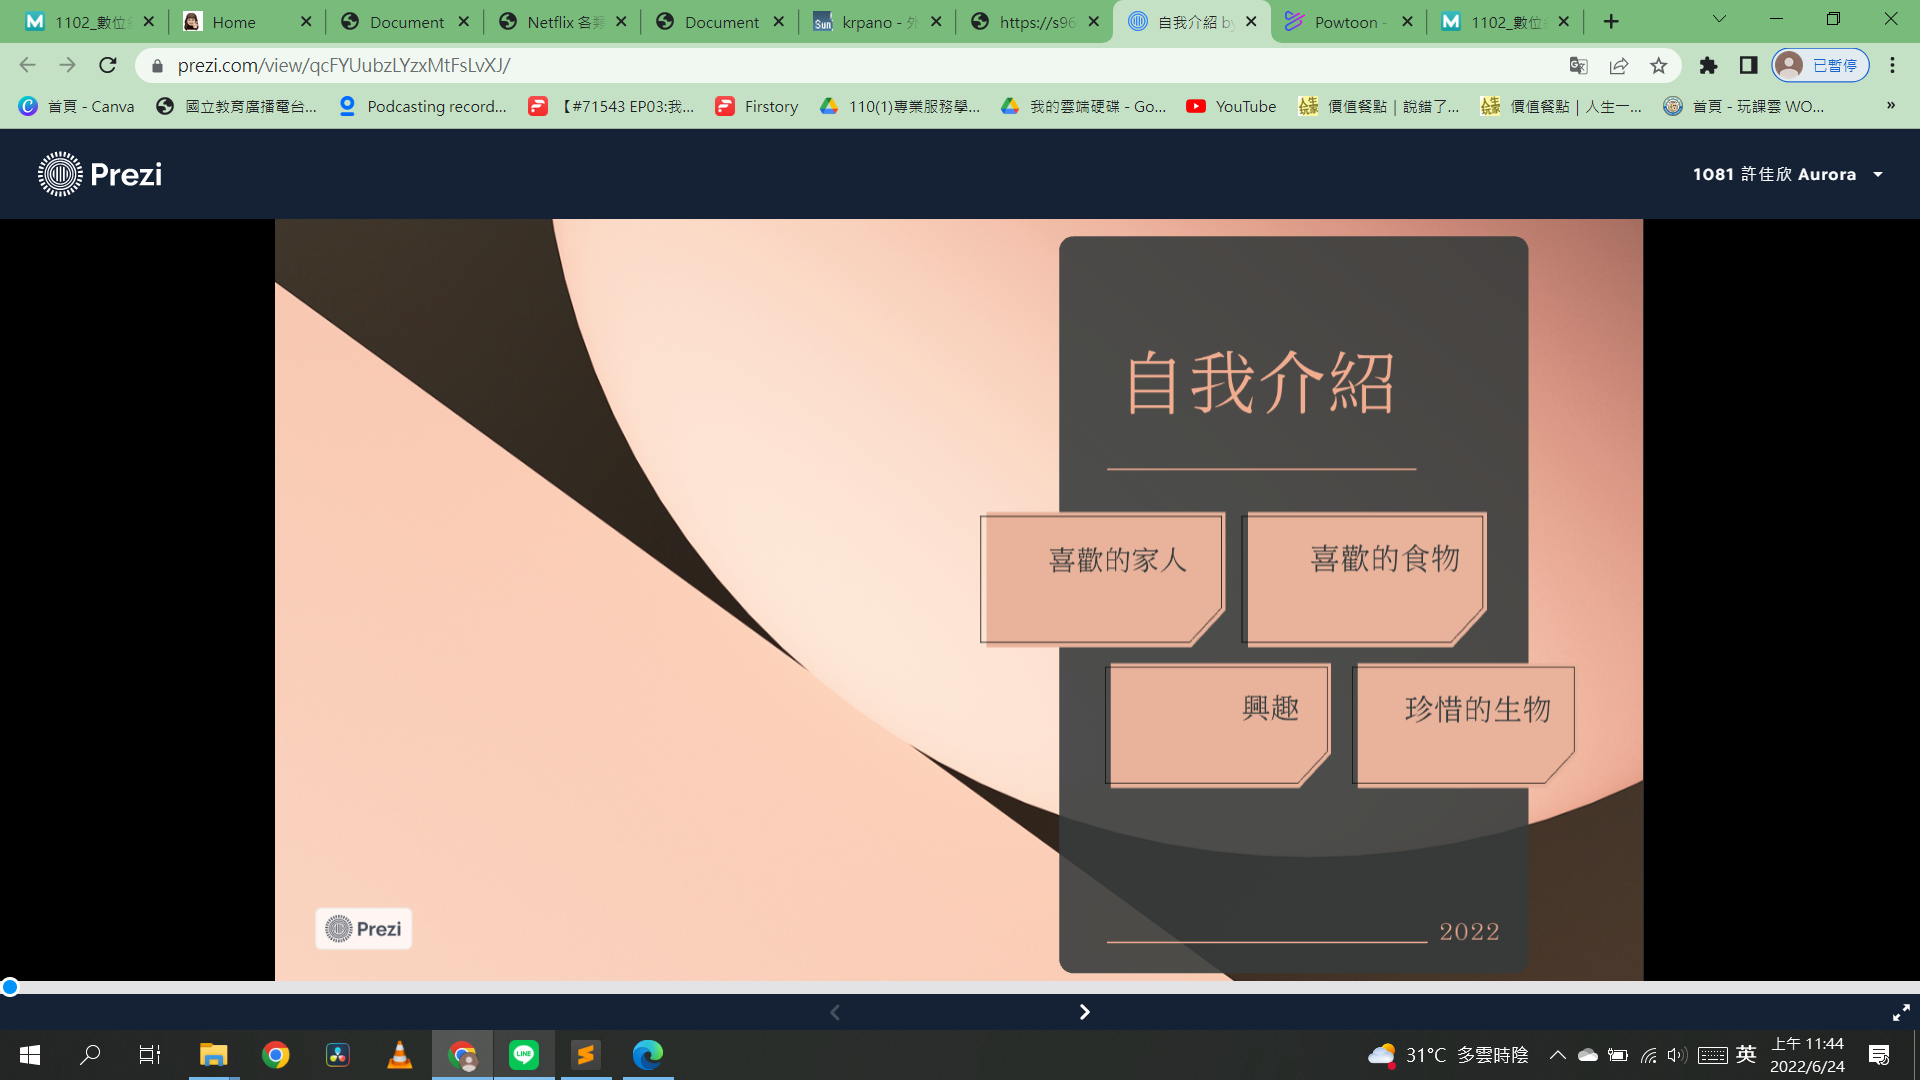 1102_數位
Home
Document
Netflix 各
Document
krpano -
https://s96
自我介紹 by
Powtoon -
1102_數位
prezi.com/view/qcFYUubzLYzxMtFsLvXJ/
已暫停
首頁 - Canva
國立教育廣播電台...
Podcasting record...
【#71543 EP03:我...
Firstory
110(1)專業服務學...
我的雲端硬碟 - Go...
YouTube
價值餐點 | 說錯了...
價值餐點 | 人生一...
首頁 - 玩課雲 WO...
»
Prezi
1081 許佳欣 Aurora
自我介紹
喜歡的家人
喜歡的食物
興趣
珍惜的生物
2022
Prezi
31°C 多雲時陰
英
上午 11:44
2022/6/24